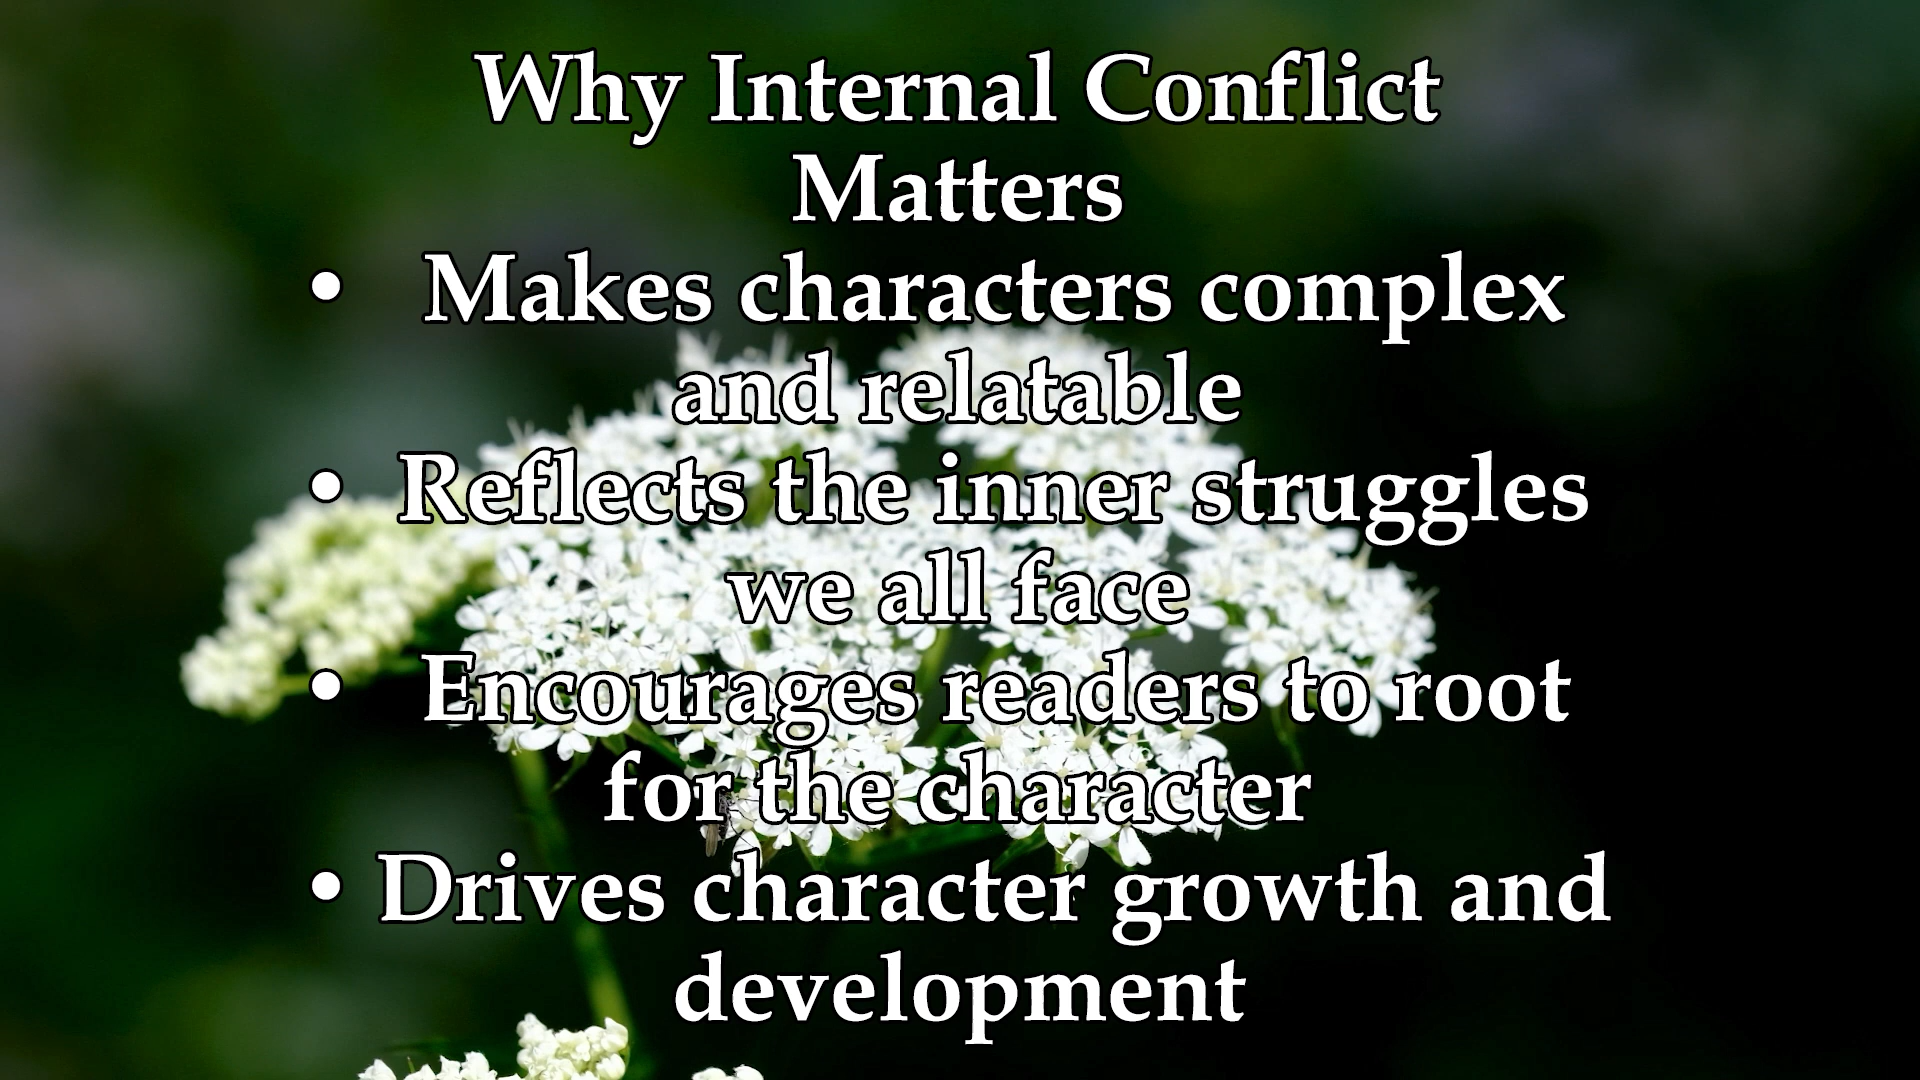 Why Internal Conflict
Matters
• Makes characters complex
and relatable
• Reflects the inner struggles
we all face
• Encourages readers to root
for the character
• Drives character growth and
development